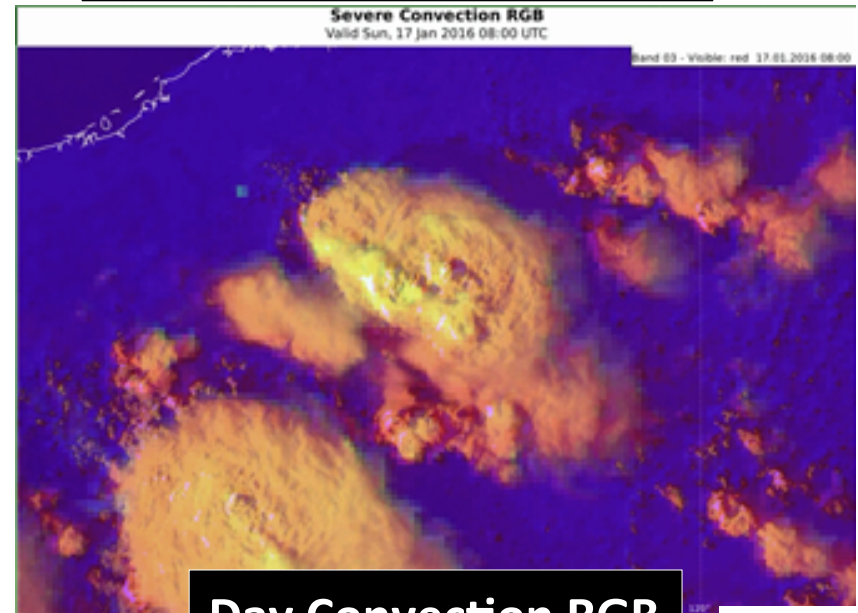 Severe Convection RGB
Valid Sun, 17 Jan 2016 08:00 UTC
Band 03 - Visible: red 17.01.2016 08:00
Day Convection RGB
120°